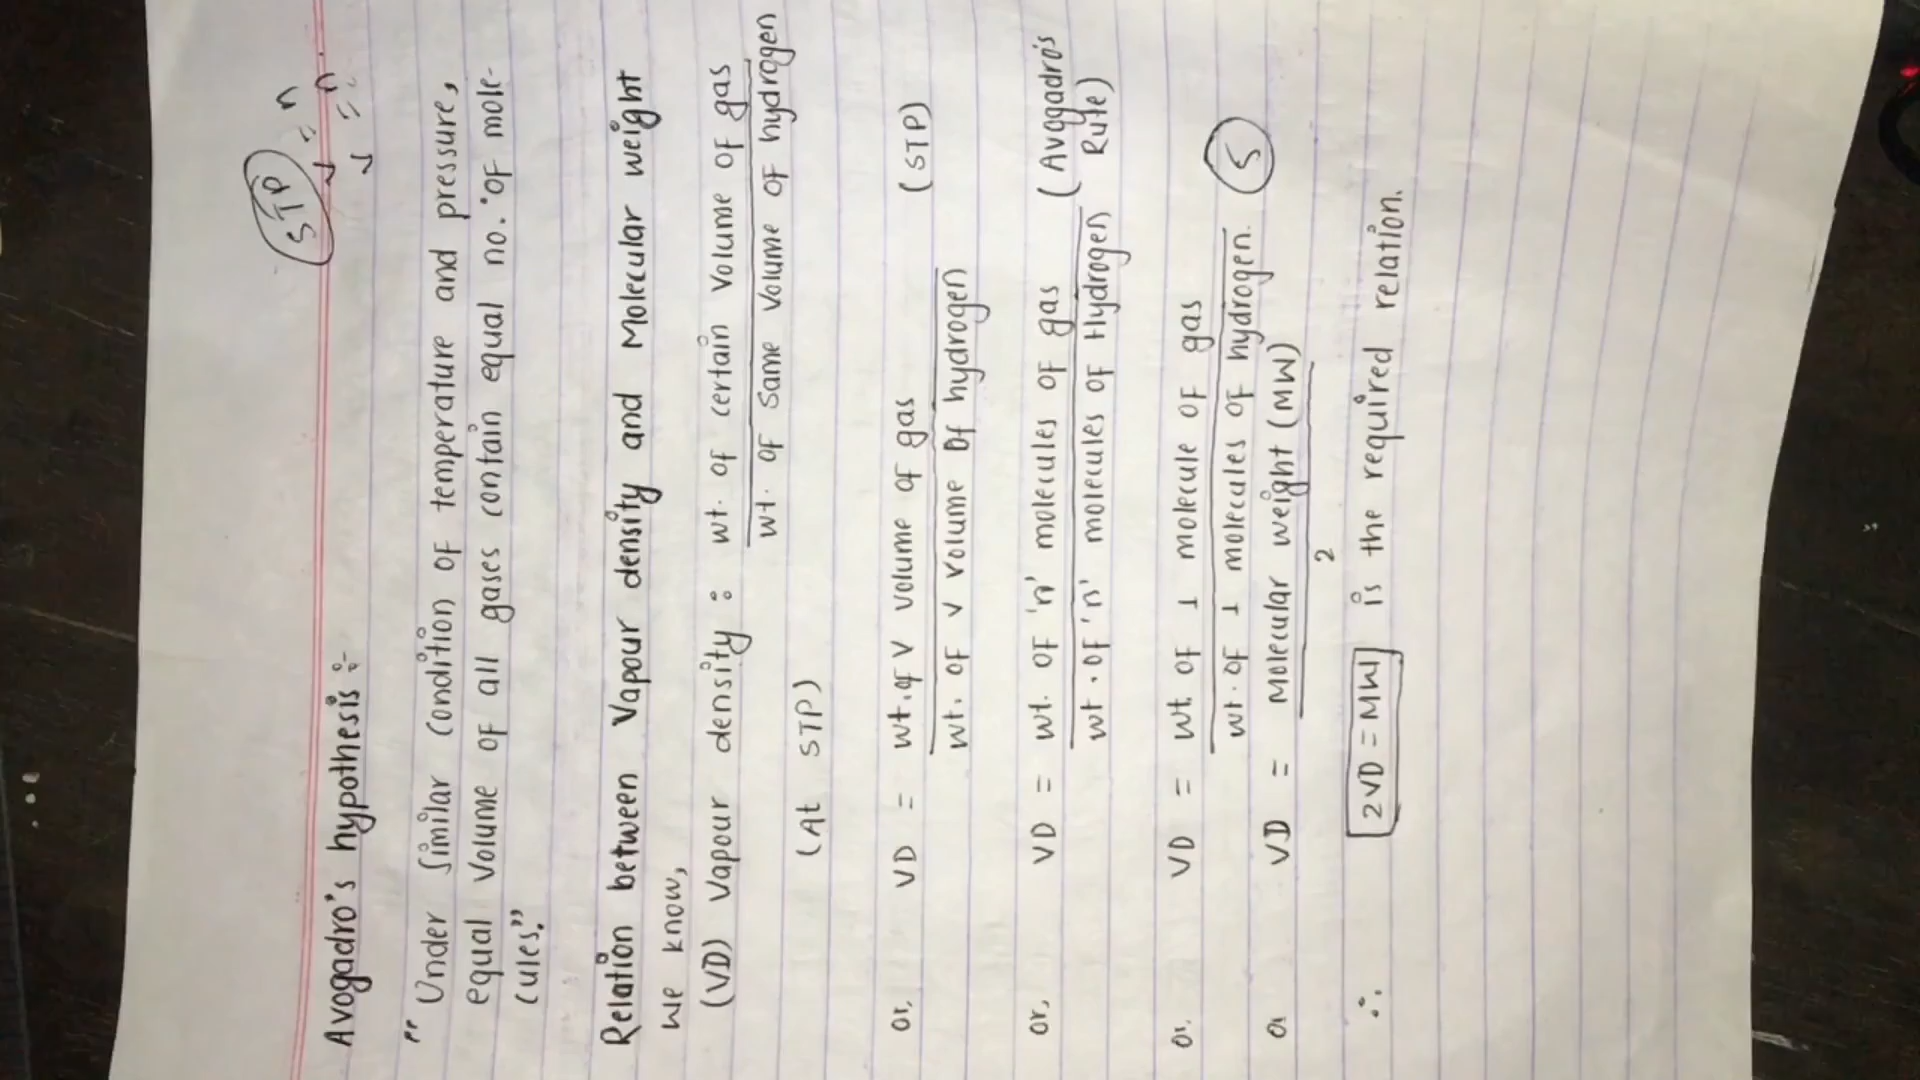 STP
V = n
V = n
Avogadro's hypothesis :-
" Under similar condition of temperature and pressure,
equal volume of all gases contain equal no. of mole-
cules."
Relation between Vapour density and Molecular weight
we know,
(VD) Vapour density : wt. of certain volume of gas
wt. of same volume of hydrogen
(At STP)
or, VD = wt. of V volume of gas (STP)
wt. of v volume of hydrogen
or, VD = wt. of 'n' molecules of gas (Avogadro's
wt. of 'n' molecules of Hydrogen Rule)
or, VD = wt. of 1 molecule of gas
wt. of 1 molecules of hydrogen. 5
or VD = Molecular weight (MW)
2
∴ 2VD = MW is the required relation.